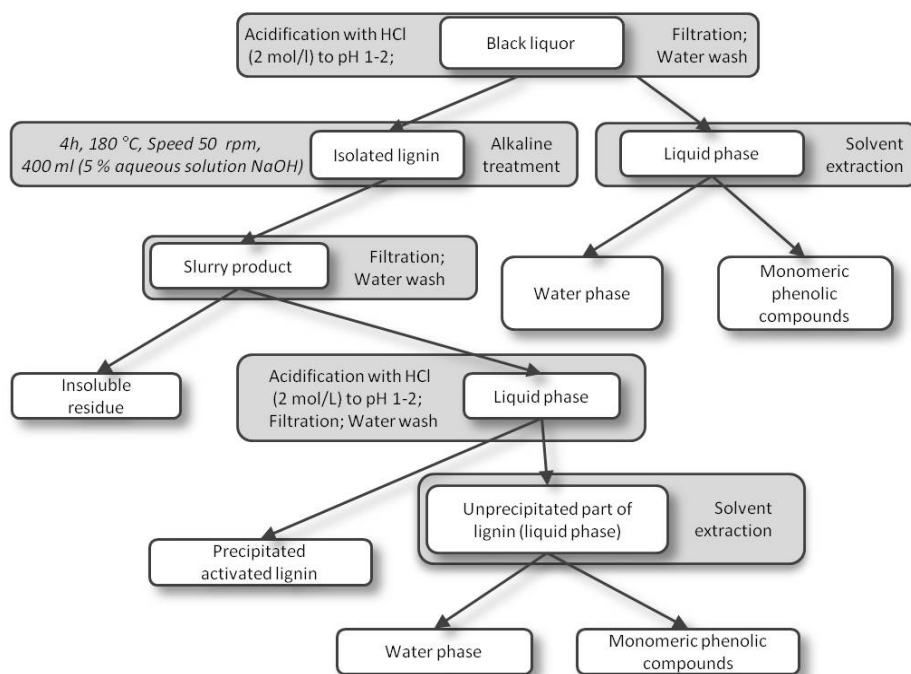 Acidification with HCl
(2 mol/l) to pH 1-2;
Black liquor
Filtration;
Water wash
4h, 180 °C, Speed 50 rpm,
400 ml (5 % aqueous solution NaOH)
Isolated lignin
Alkaline
treatment
Liquid phase
Solvent
extraction
Slurry product
Filtration;
Water wash
Water phase
Monomeric
phenolic
compounds
Insoluble
residue
Acidification with HCl
(2 mol/L) to pH 1-2;
Filtration; Water wash
Liquid phase
Unprecipitated part of
lignin (liquid phase)
Solvent
extraction
Precipitated
activated lignin
Water phase
Monomeric phenolic
compounds